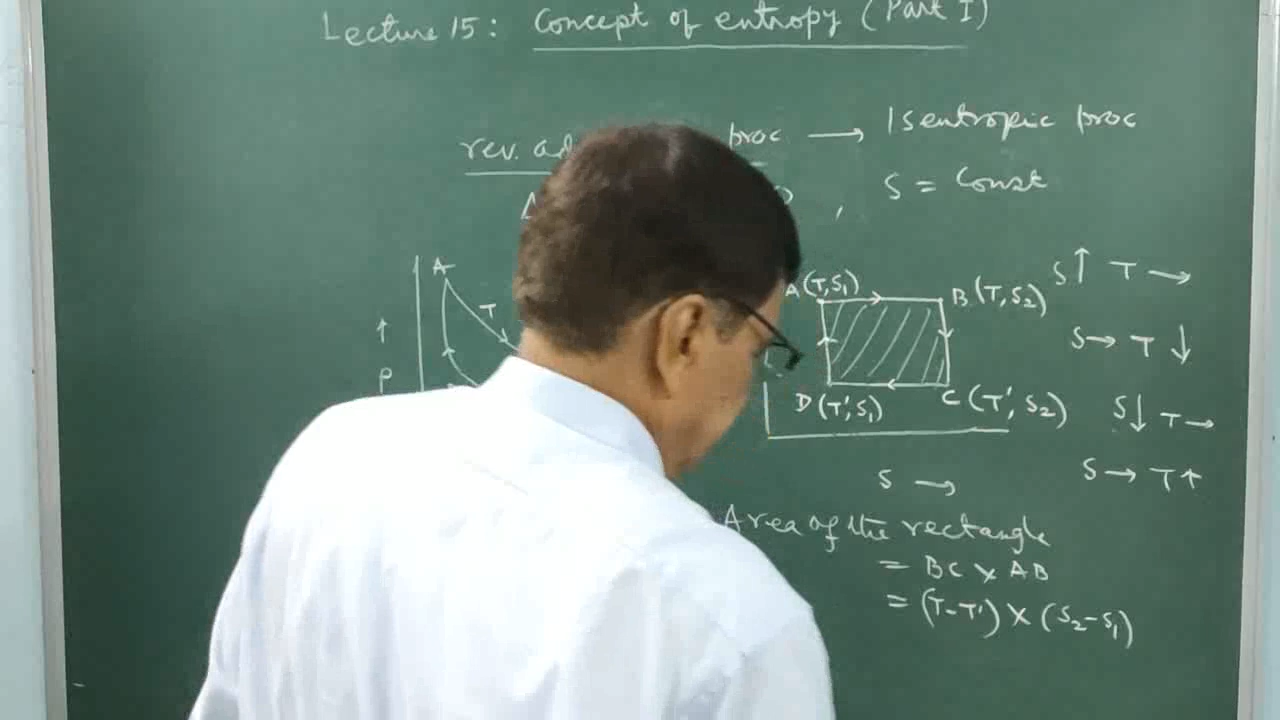 Lecture 15: Concept of entropy (Part I)
rev. ad proc → Isentropic proc
, S = Const
A
T
↑
P
A(T,S₁)
B(T,S₂)
D(T',S₁)
C(T',S₂)
S →
S↑ T →
S → T ↓
S↓ T →
S → T ↑
Area of the rectangle
= BC × AB
= (T-T') × (S₂-S₁)